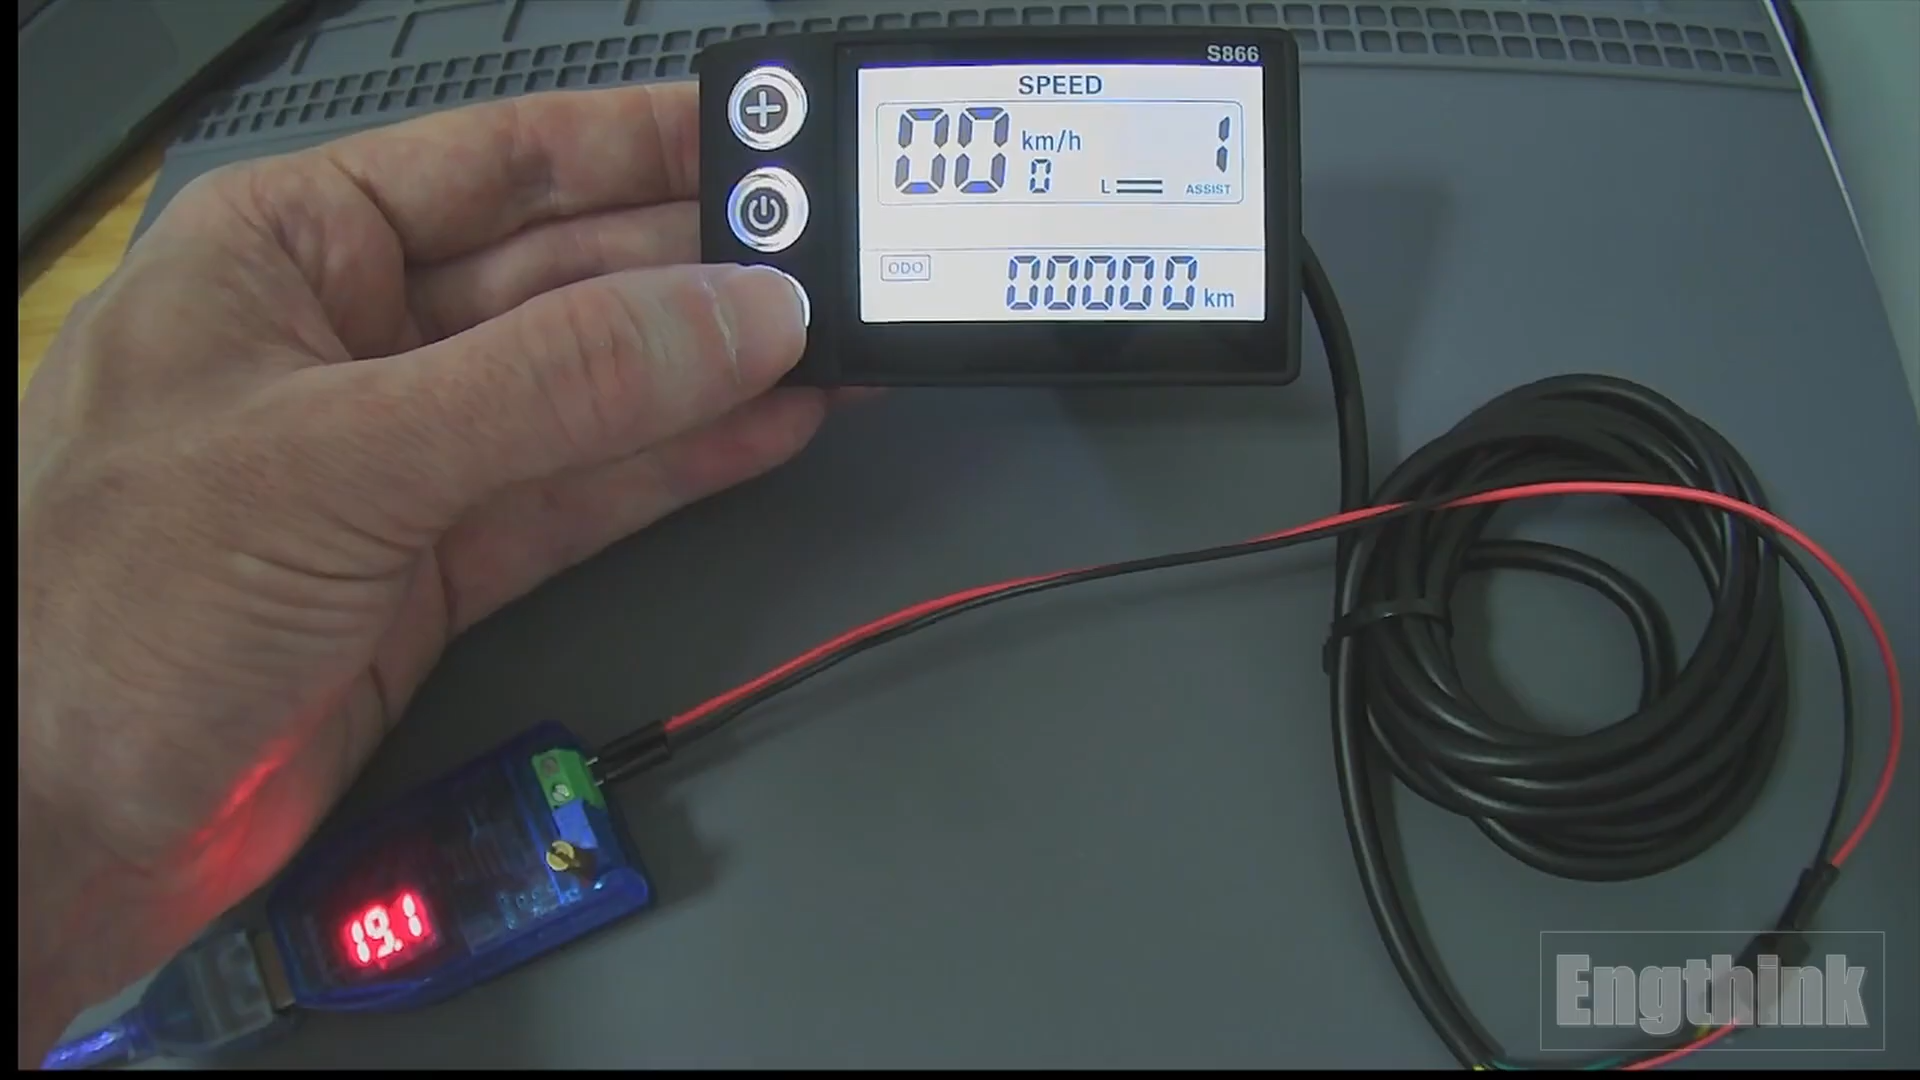 S866
SPEED
00 km/h 1
0 L ASSIST
ODO 00000 km
19.1
Engthink